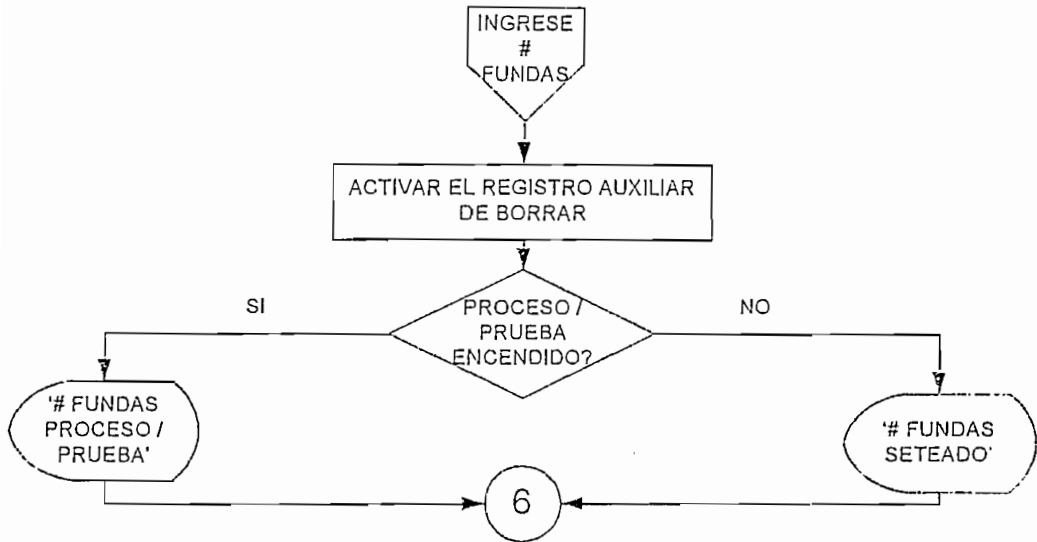 INGRESE
#
FUNDAS
ACTIVAR EL REGISTRO AUXILIAR
DE BORRAR
PROCESO /
PRUEBA
ENCENDIDO?
SI
NO
'# FUNDAS
PROCESO /
PRUEBA'
'# FUNDAS
SETEADO'
6